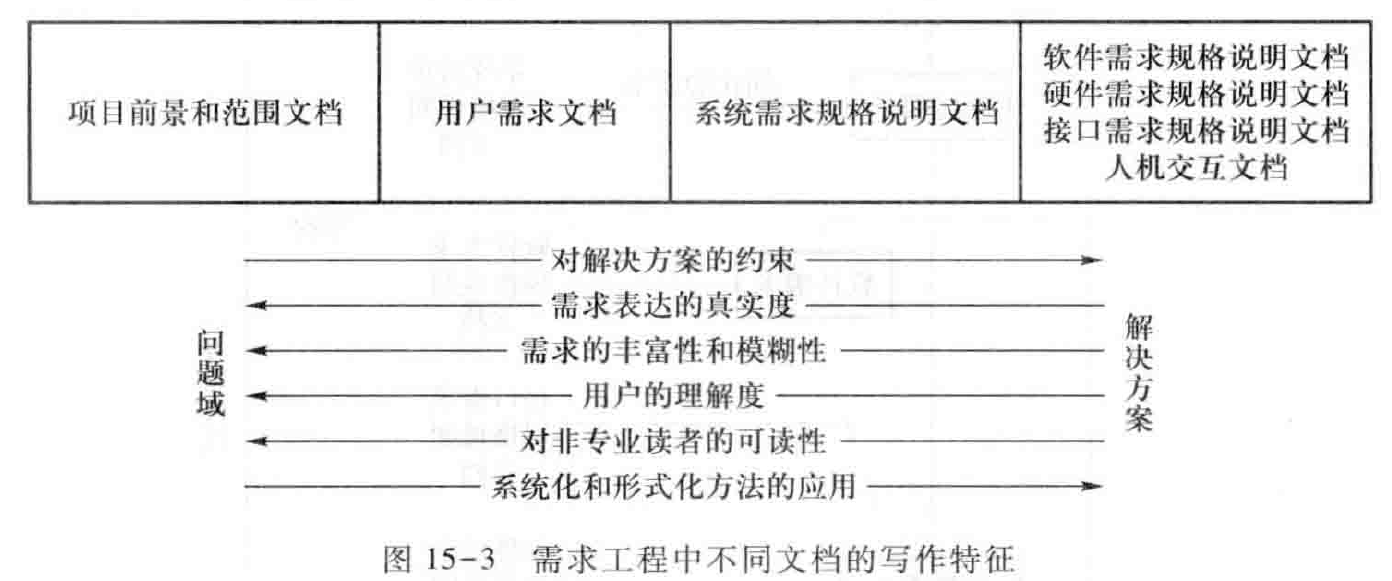 项目前景和范围文档
用户需求文档
系统需求规格说明文档
软件需求规格说明文档
硬件需求规格说明文档
接口需求规格说明文档
人机交互文档
对解决方案的约束
需求表达的真实度
需求的丰富性和模糊性
用户的理解度
对非专业读者的可读性
系统化和形式化方法的应用
问题域
解决方案
图 15-3 需求工程中不同文档的写作特征